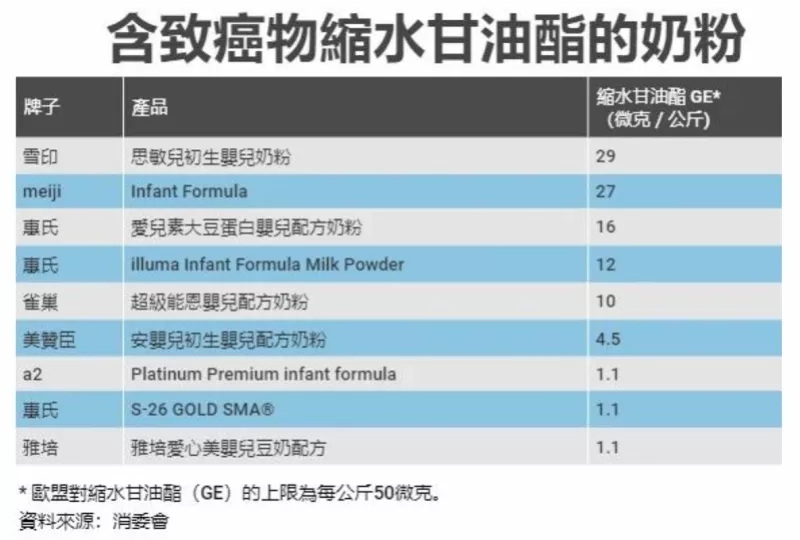 含致癌物縮水甘油酯的奶粉
牌子 產品 縮水甘油酯 GE*
(微克 / 公斤)
雪印 思敏兒初生嬰兒奶粉 29
meiji Infant Formula 27
惠氏 愛兒素大豆蛋白嬰兒配方奶粉 16
惠氏 illuma Infant Formula Milk Powder 12
雀巢 超級能恩嬰兒配方奶粉 10
美贊臣 安嬰兒初生嬰兒配方奶粉 4.5
a2 Platinum Premium infant formula 1.1
惠氏 S-26 GOLD SMA® 1.1
雅培 雅培愛心美嬰兒豆奶配方 1.1
* 歐盟對縮水甘油酯（GE）的上限為每公斤50微克。
資料來源：消委會